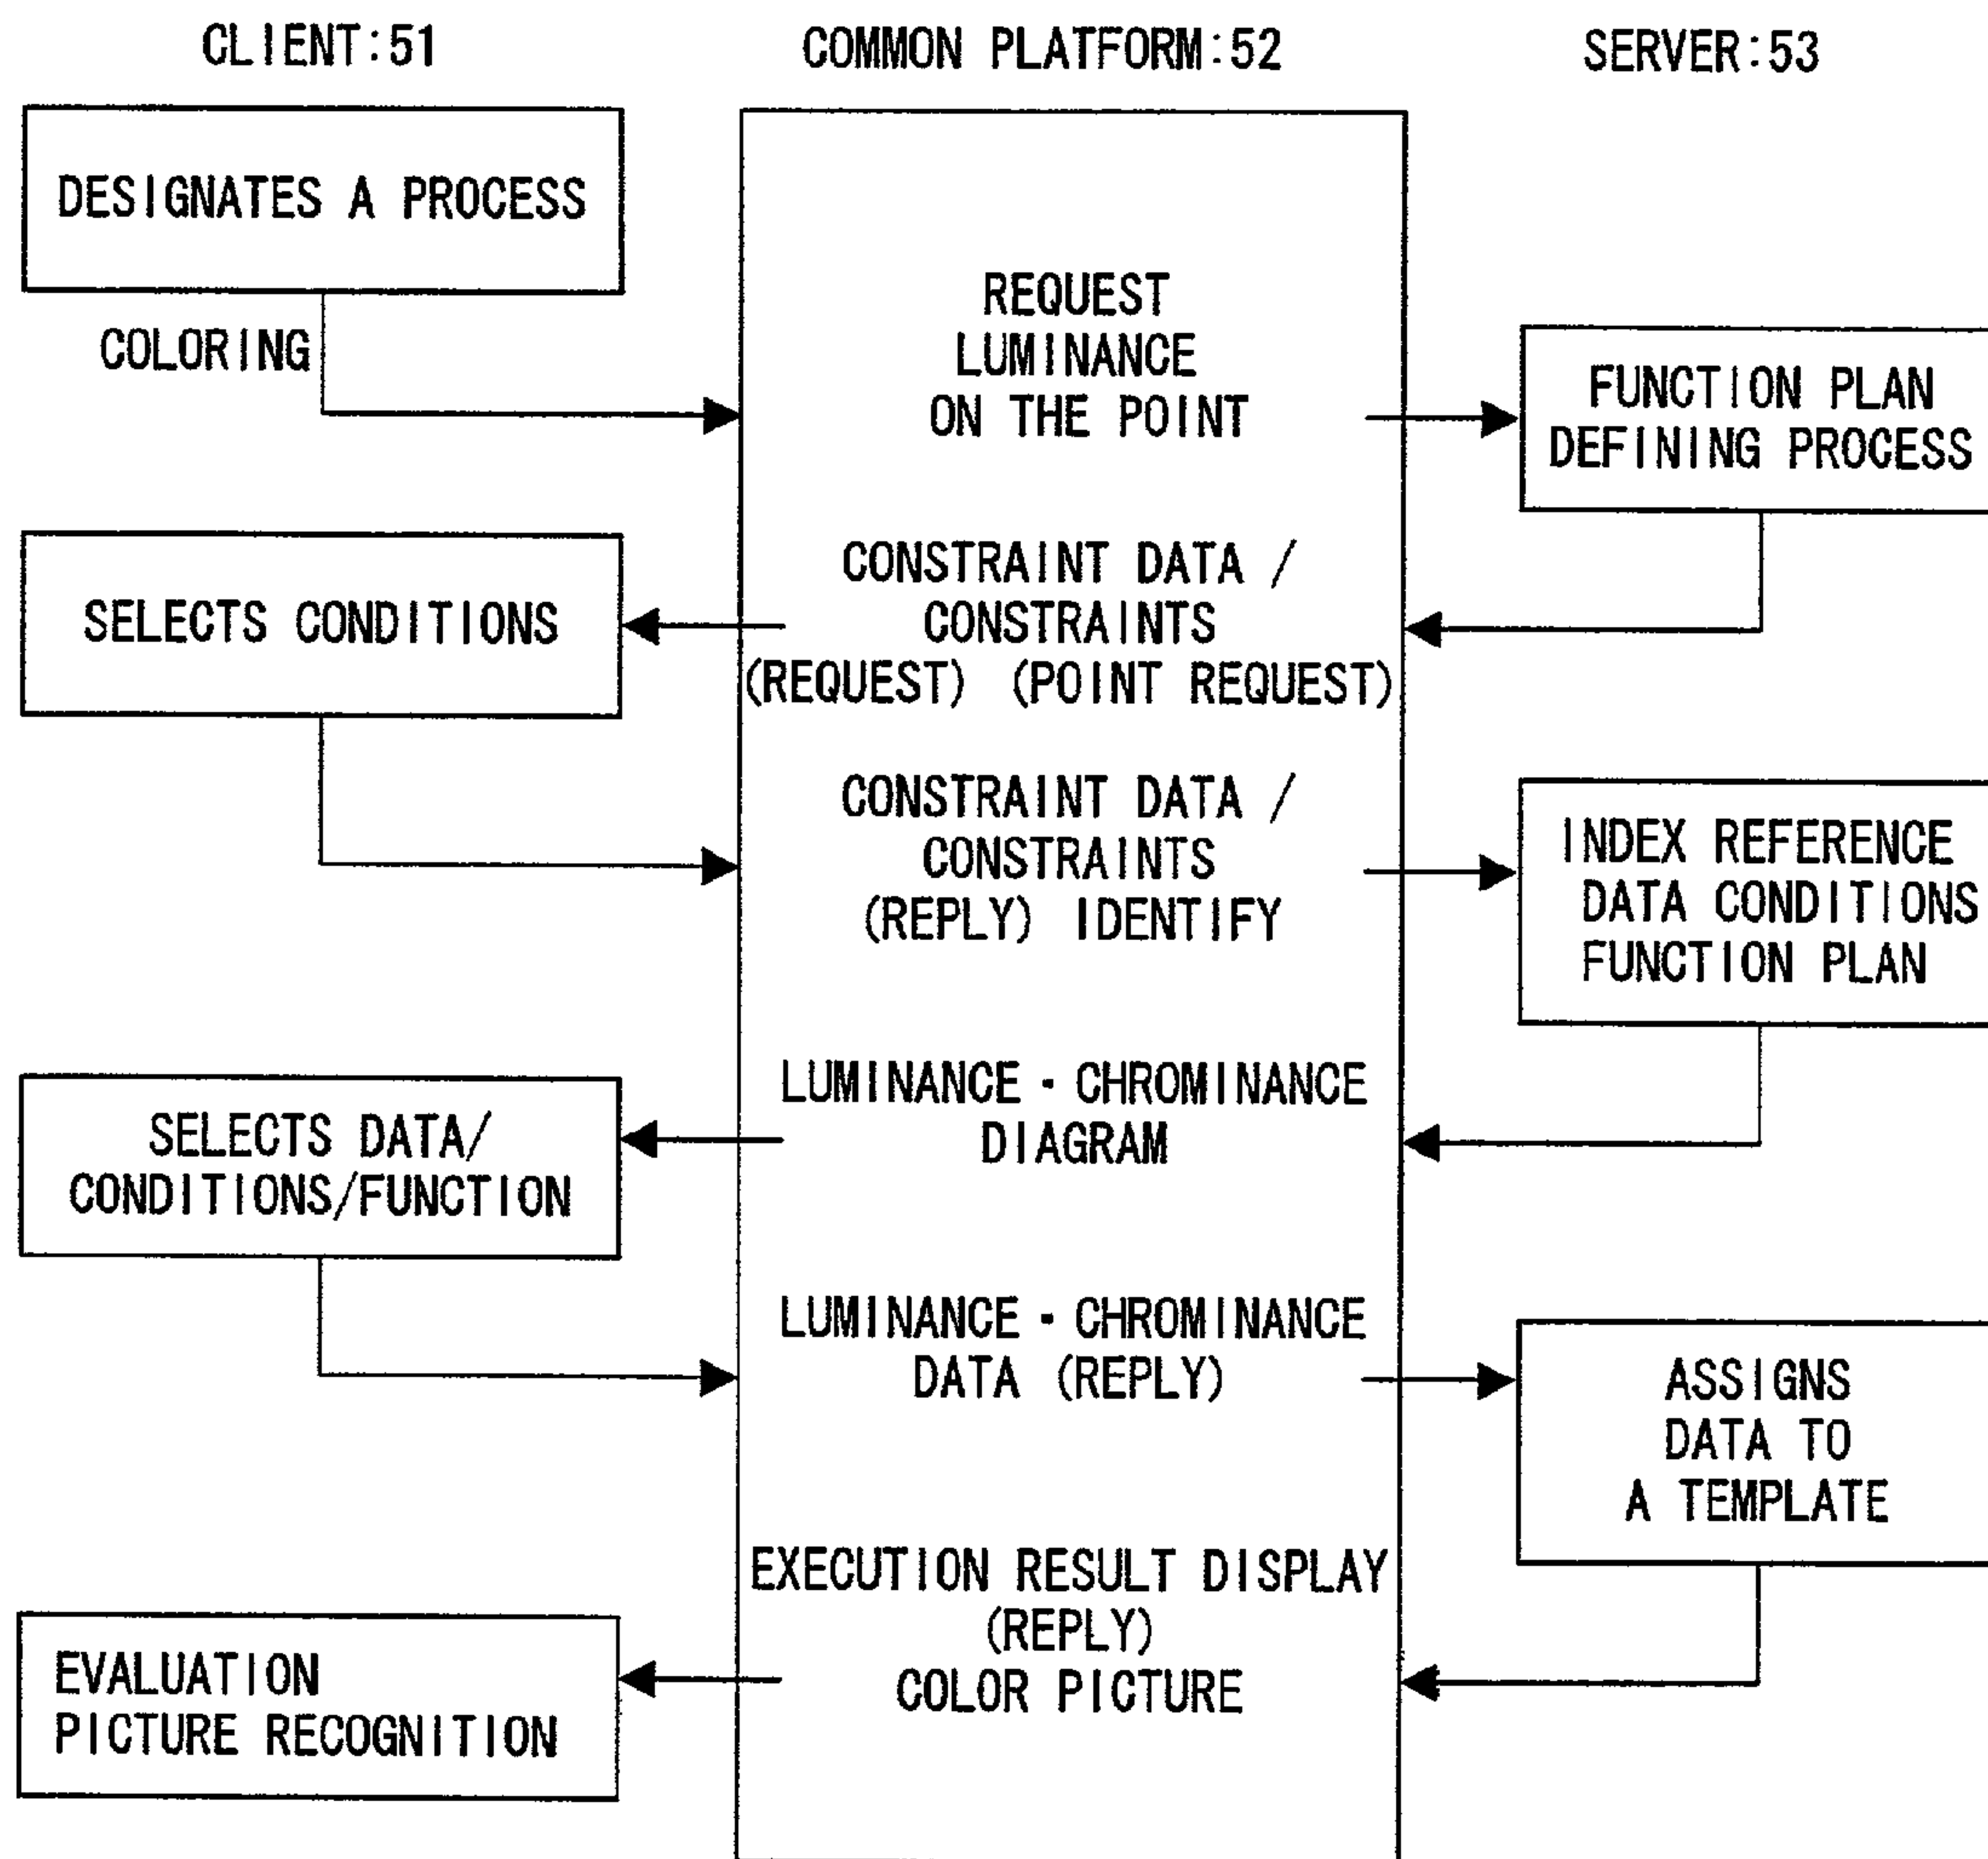 CLIENT:51
COMMON PLATFORM:52
SERVER:53
DESIGNATES A PROCESS
COLORING
REQUEST
LUMINANCE
ON THE POINT
FUNCTION PLAN
DEFINING PROCESS
SELECTS CONDITIONS
CONSTRAINT DATA /
CONSTRAINTS
(REQUEST) (POINT REQUEST)
CONSTRAINT DATA /
CONSTRAINTS
(REPLY) IDENTIFY
INDEX REFERENCE
DATA CONDITIONS
FUNCTION PLAN
SELECTS DATA/
CONDITIONS/FUNCTION
LUMINANCE - CHROMINANCE
DIAGRAM
LUMINANCE - CHROMINANCE
DATA (REPLY)
ASSIGNS
DATA TO
A TEMPLATE
EXECUTION RESULT DISPLAY
(REPLY)
COLOR PICTURE
EVALUATION
PICTURE RECOGNITION